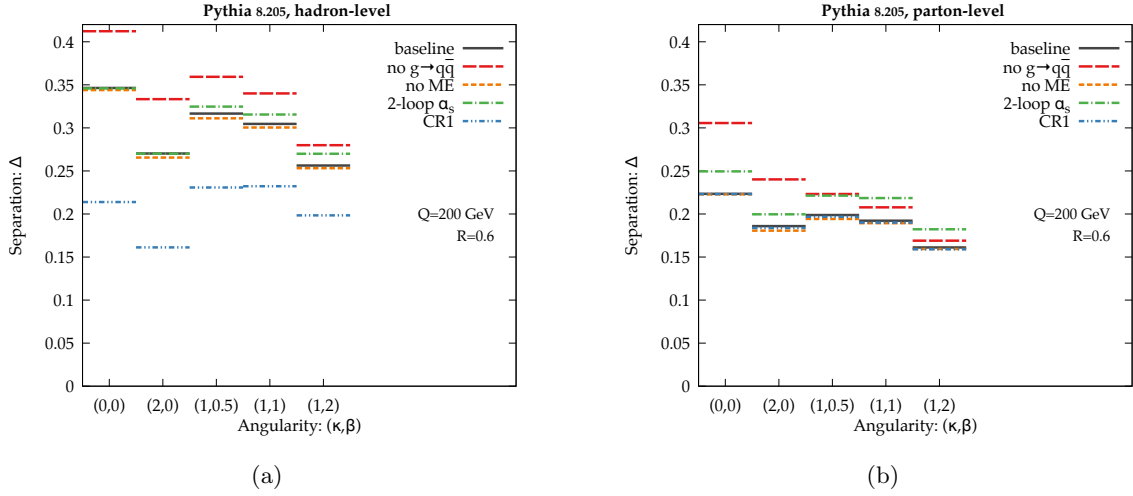 Pythia 8.205, hadron-level
Separation: Δ
0.4
0.35
0.3
0.25
0.2
0.15
0.1
0.05
0
baseline
no g→qq̅
no ME
2-loop αs
CR1
Q=200 GeV
R=0.6
(0,0) (2,0) (1,0.5) (1,1) (1,2)
Angularity: (κ,β)
(a)
Pythia 8.205, parton-level
Separation: Δ
0.4
0.35
0.3
0.25
0.2
0.15
0.1
0.05
0
baseline
no g→qq̅
no ME
2-loop αs
CR1
Q=200 GeV
R=0.6
(0,0) (2,0) (1,0.5) (1,1) (1,2)
Angularity: (κ,β)
(b)